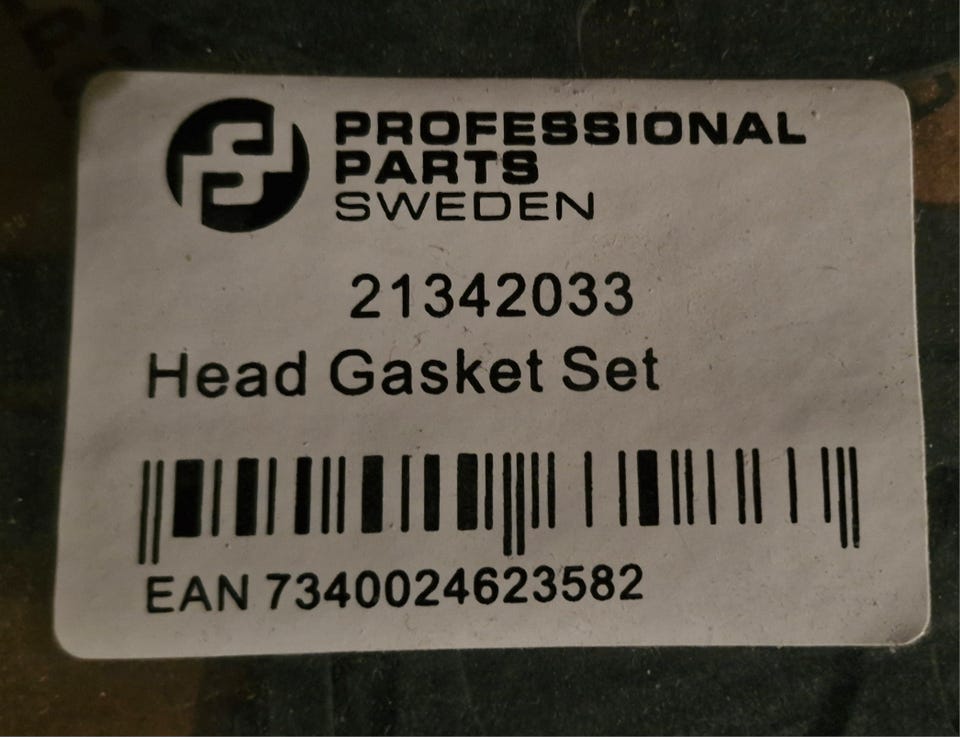 PROFESSIONAL
PARTS
SWEDEN
21342033
Head Gasket Set
EAN 7340024623582